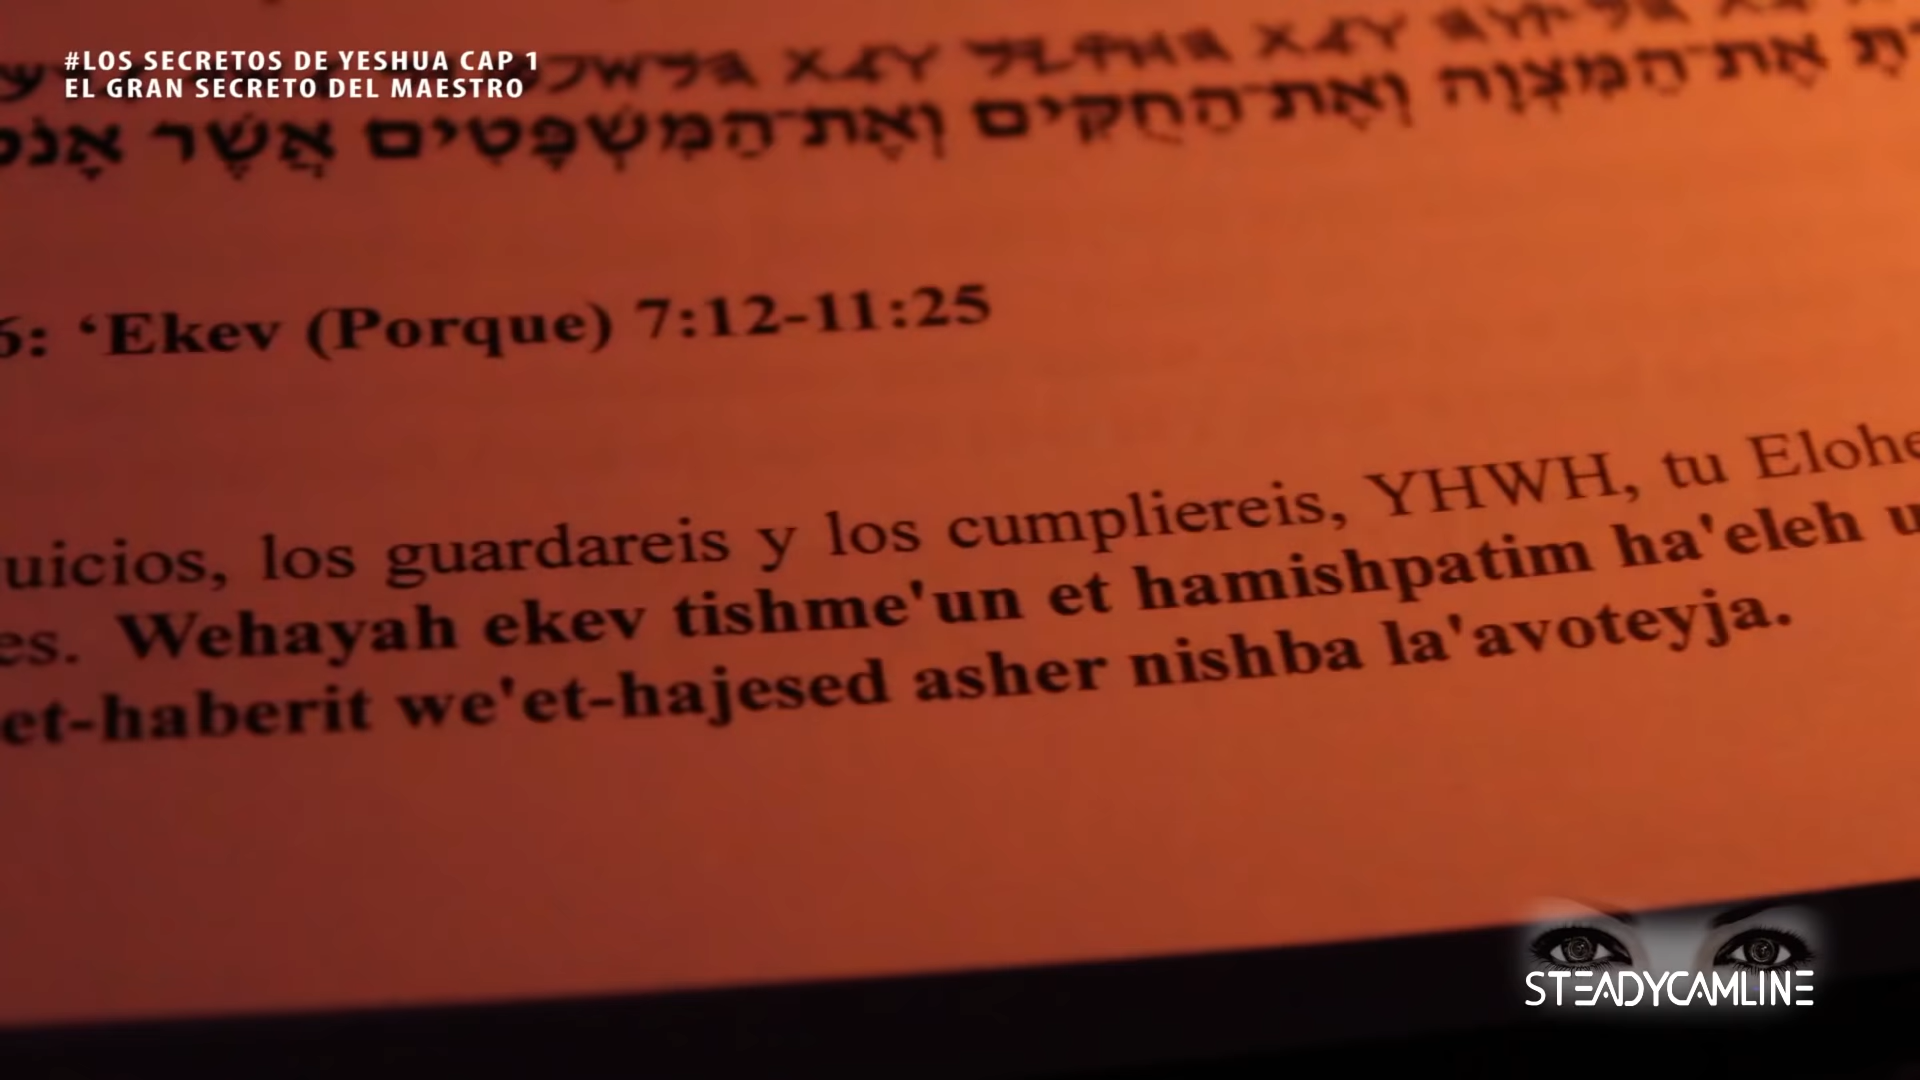 #LOS SECRETOS DE YESHUA CAP 1
EL GRAN SECRETO DEL MAESTRO
אֶת־הַמִּצְוָה וְאֶת־הַחֻקִּים וְאֶת־הַמִּשְׁפָּטִים אֲשֶׁר
6: ‘Ekev (Porque) 7:12-11:25
uicios, los guardareis y los cumpliereis, YHWH, tu Elohe
es. Wehayah ekev tishme'un et hamishpatim ha'eleh u
et-haberit we'et-hajesed asher nishba la'avoteyja.
STEADYCAMLINE